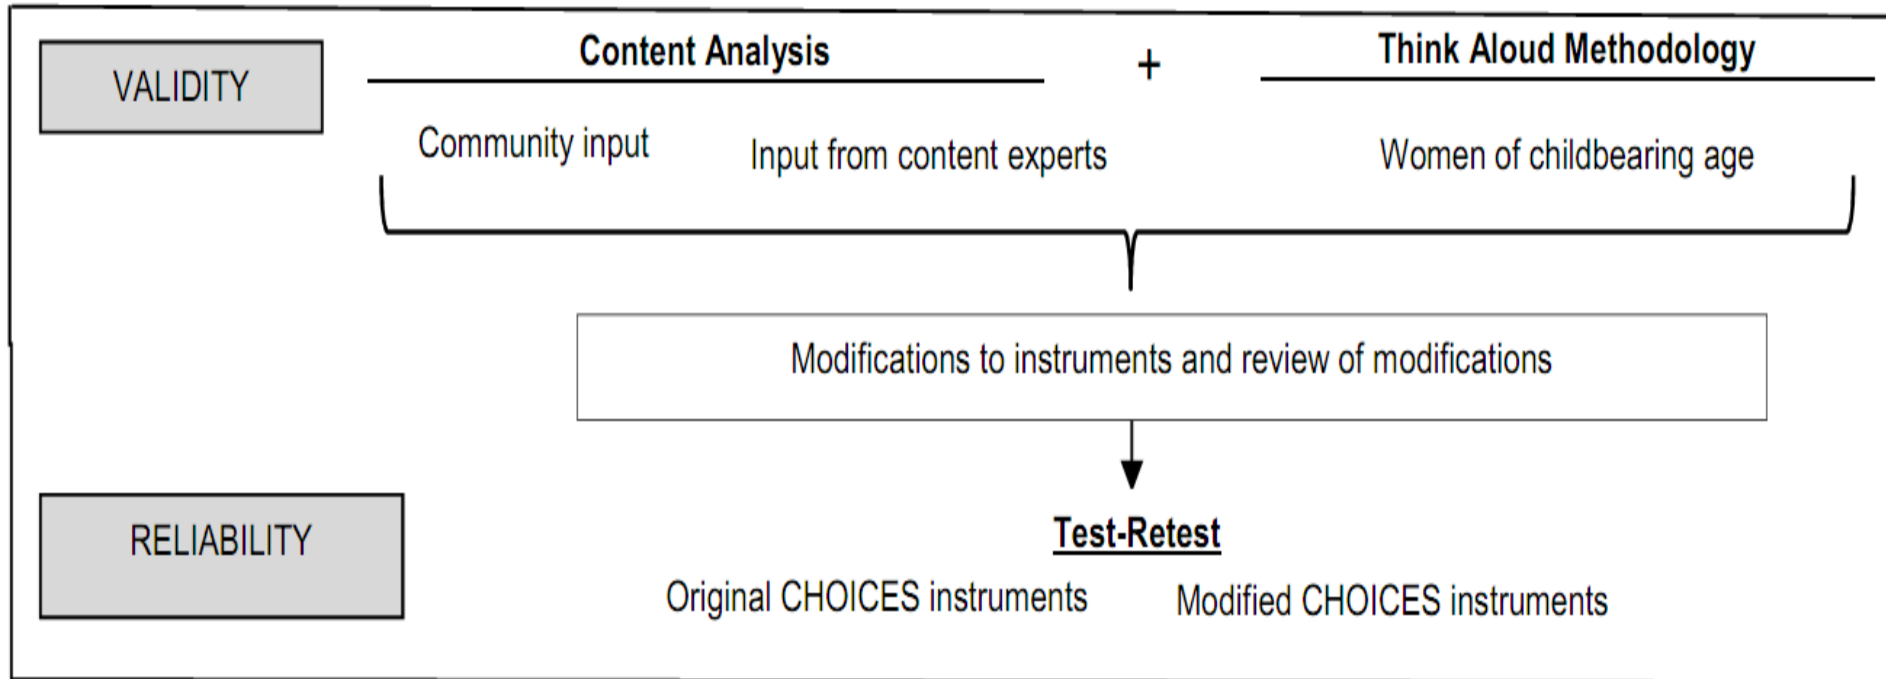 VALIDITY
Content Analysis
+
Think Aloud Methodology
Community input
Input from content experts
Women of childbearing age
Modifications to instruments and review of modifications
RELIABILITY
Test-Retest
Original CHOICES instruments
Modified CHOICES instruments